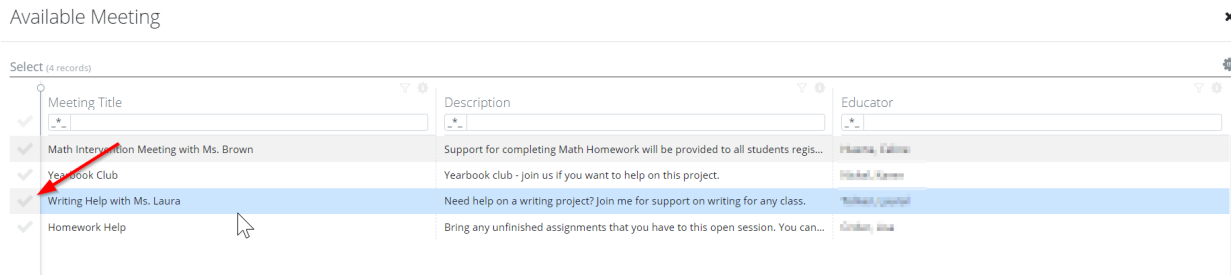 Available Meeting
Select (4 records)
Meeting Title Description Educator
_*_ _*_ _*_
Math Intervention Meeting with Ms. Brown Support for completing Math Homework will be provided to all students regis...
Yearbook Club Yearbook club - join us if you want to help on this project.
Writing Help with Ms. Laura Need help on a writing project? Join me for support on writing for any class.
Homework Help Bring any unfinished assignments that you have to this open session. You can...